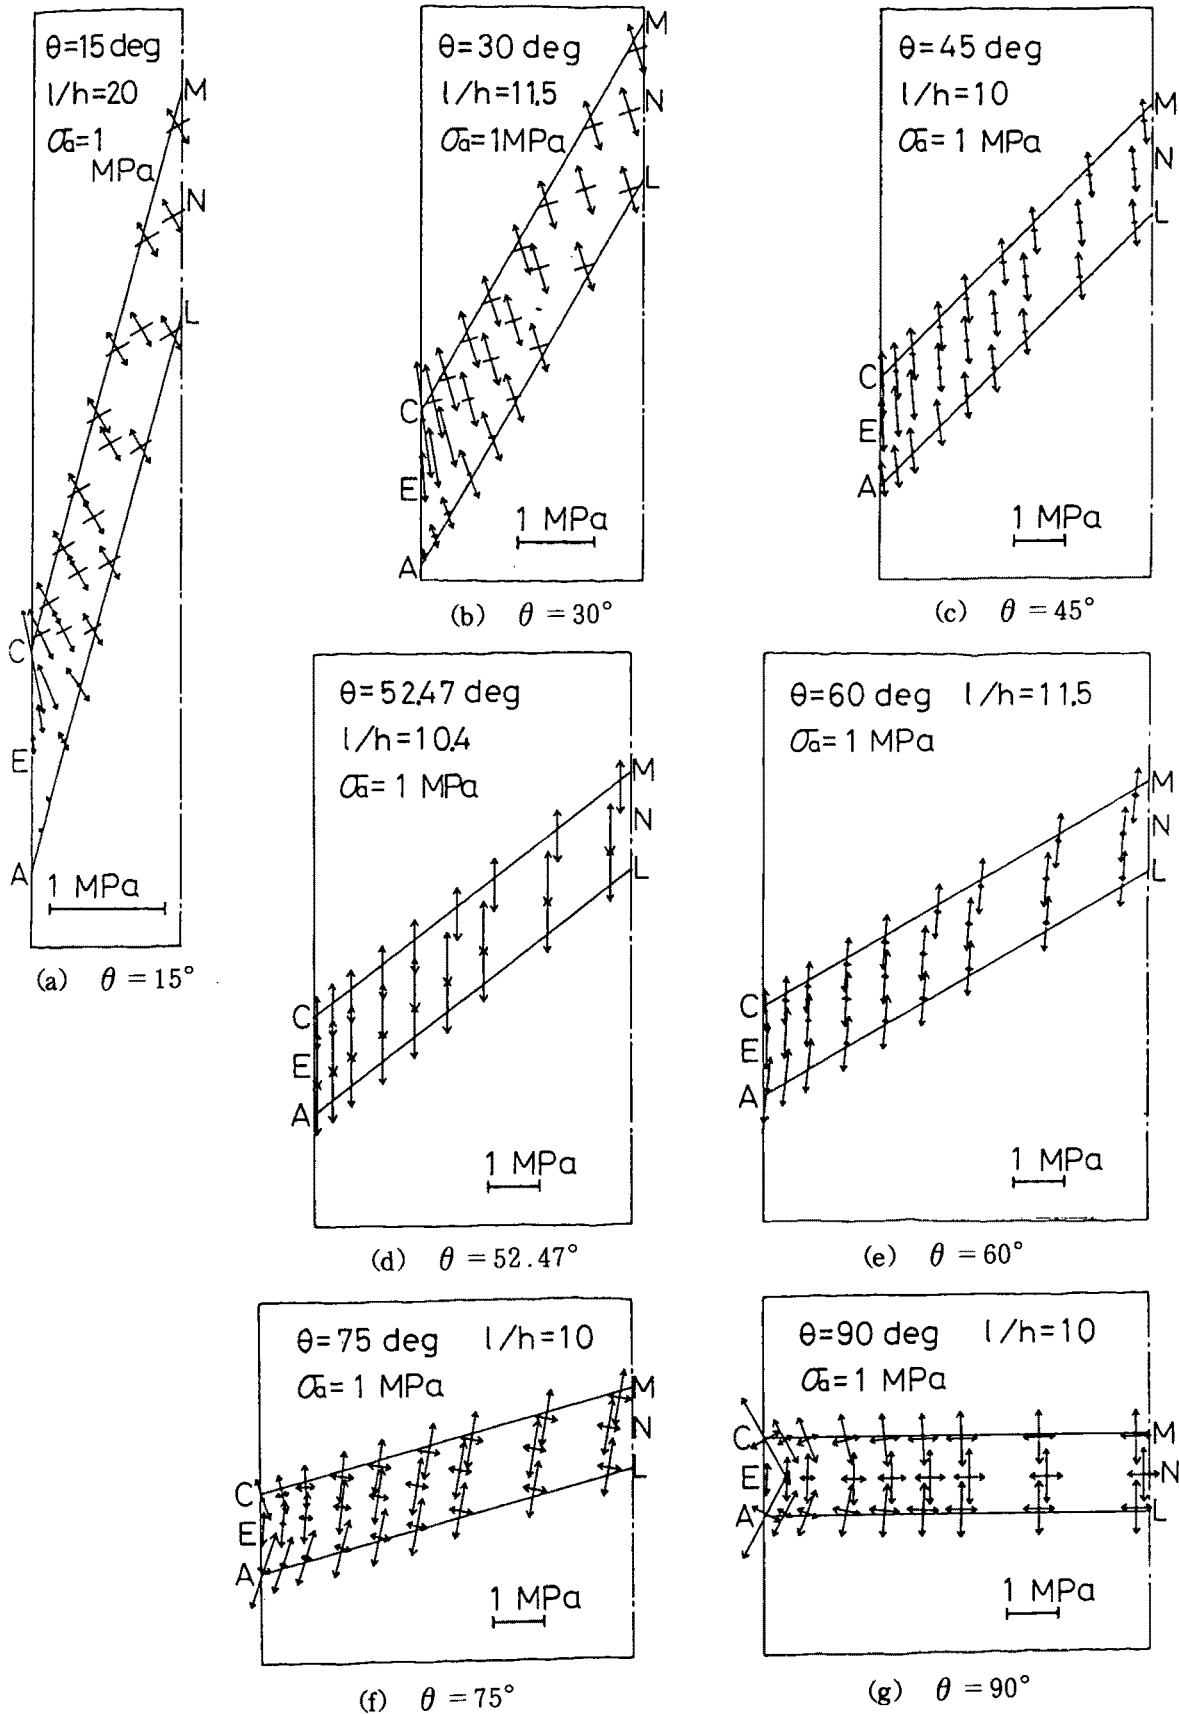 θ=15 deg
l/h=20
σa=1
MPa
M
N
L
C
E
A
1 MPa
(a) θ = 15°
θ=30 deg
l/h=11.5
σa=1MPa
M
N
L
C
E
A
1 MPa
(b) θ = 30°
θ=45 deg
l/h=10
σa=1 MPa
M
N
L
C
E
A
1 MPa
(c) θ = 45°
θ=52.47 deg
l/h=10.4
σa=1 MPa
M
N
L
C
E
A
1 MPa
(d) θ = 52.47°
θ=60 deg l/h=11.5
σa=1 MPa
M
N
L
C
E
A
1 MPa
(e) θ = 60°
θ=75 deg l/h=10
σa=1 MPa
M
N
L
C
E
A
1 MPa
(f) θ = 75°
θ=90 deg l/h=10
σa=1 MPa
C
M
E
N
A
L
1 MPa
(g) θ = 90°